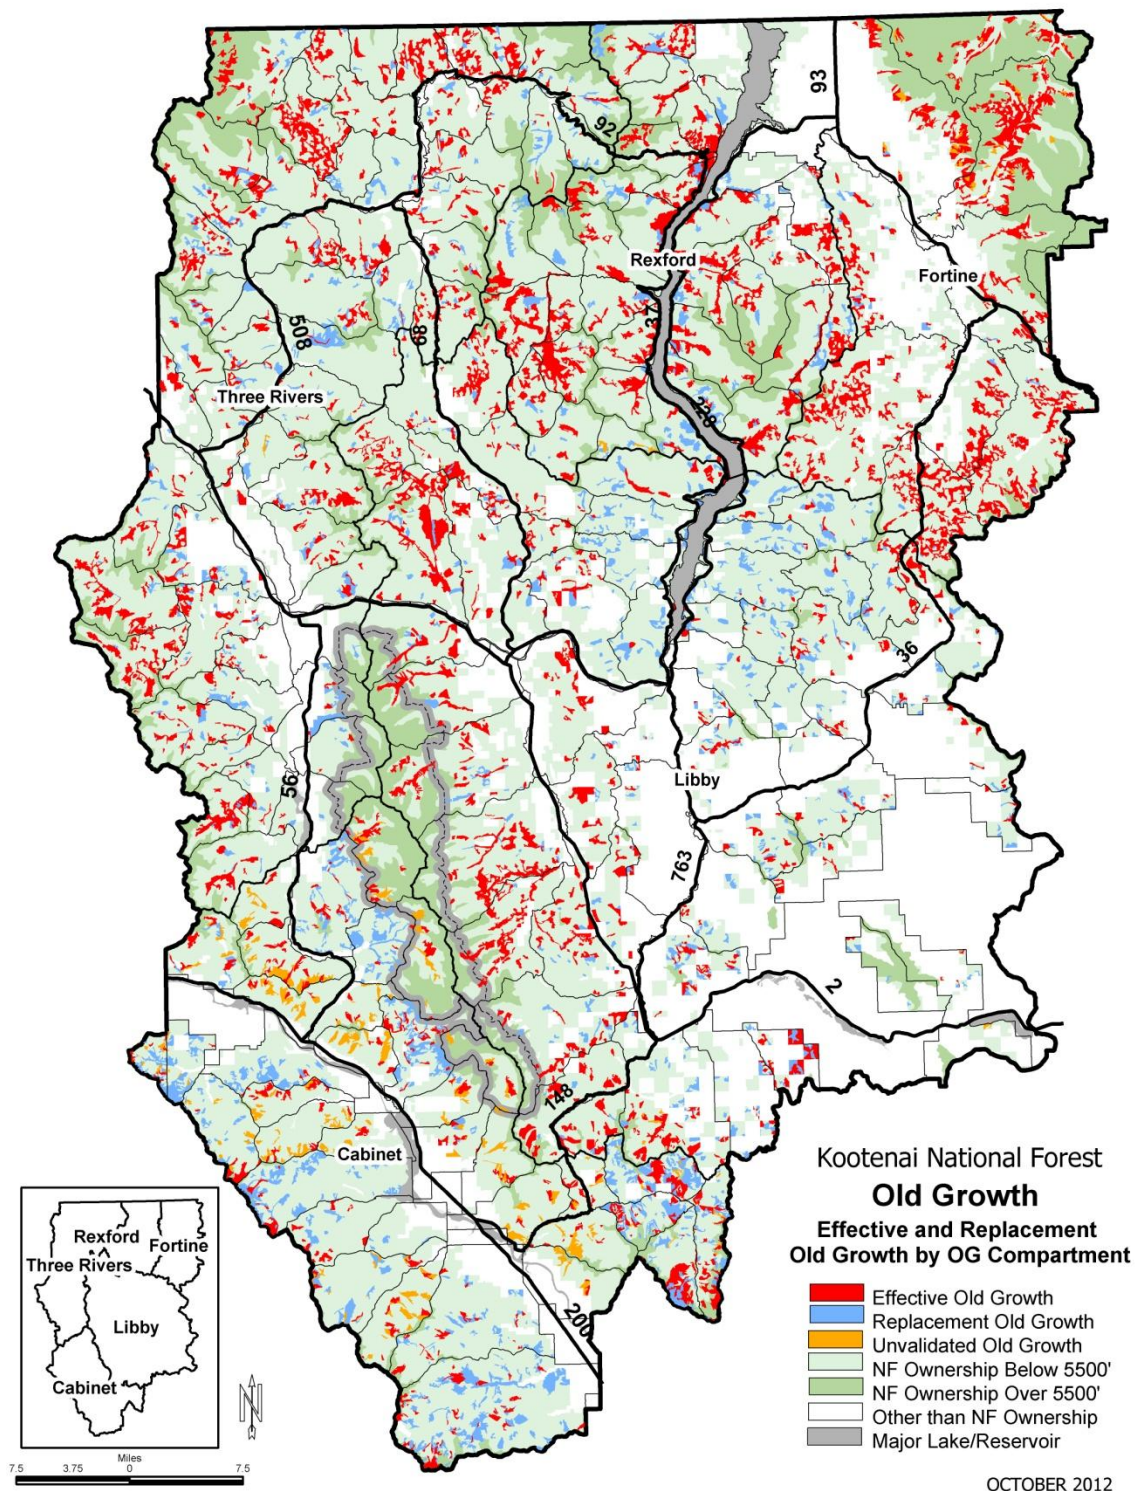 93
92
Rexford
Fortine
37
508
68
Three Rivers
228
36
56
Libby
763
2
148
Cabinet
200
Kootenai National Forest
Old Growth
Effective and Replacement
Old Growth by OG Compartment
Effective Old Growth
Replacement Old Growth
Unvalidated Old Growth
NF Ownership Below 5500'
NF Ownership Over 5500'
Other than NF Ownership
Major Lake/Reservoir
Rexford
Fortine
Three Rivers
Libby
Cabinet
N
Miles
7.5 3.75 0 7.5
OCTOBER 2012